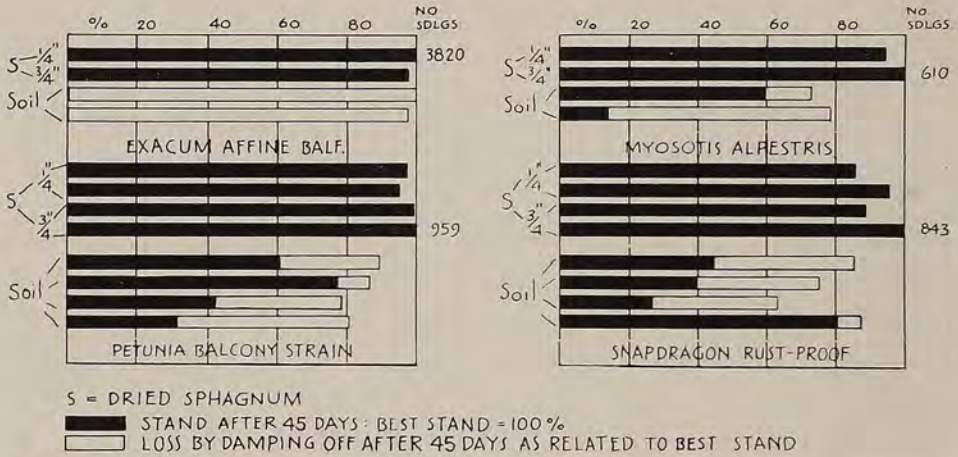 % 20 40 60 80 NO. SDLGS.
S 1/4"
3/4"
3820
Soil
EXACUM AFFINE BALF.
S 1/4"
3/4"
959
Soil
PETUNIA BALCONY STRAIN
% 20 40 60 80 NO. SDLGS.
S 1/4"
3/4"
610
Soil
MYOSOTIS ALPESTRIS
S 1/4"
3"/4
843
Soil
SNAPDRAGON RUST-PROOF
S = DRIED SPHAGNUM
STAND AFTER 45 DAYS: BEST STAND = 100%
LOSS BY DAMPING OFF AFTER 45 DAYS AS RELATED TO BEST STAND